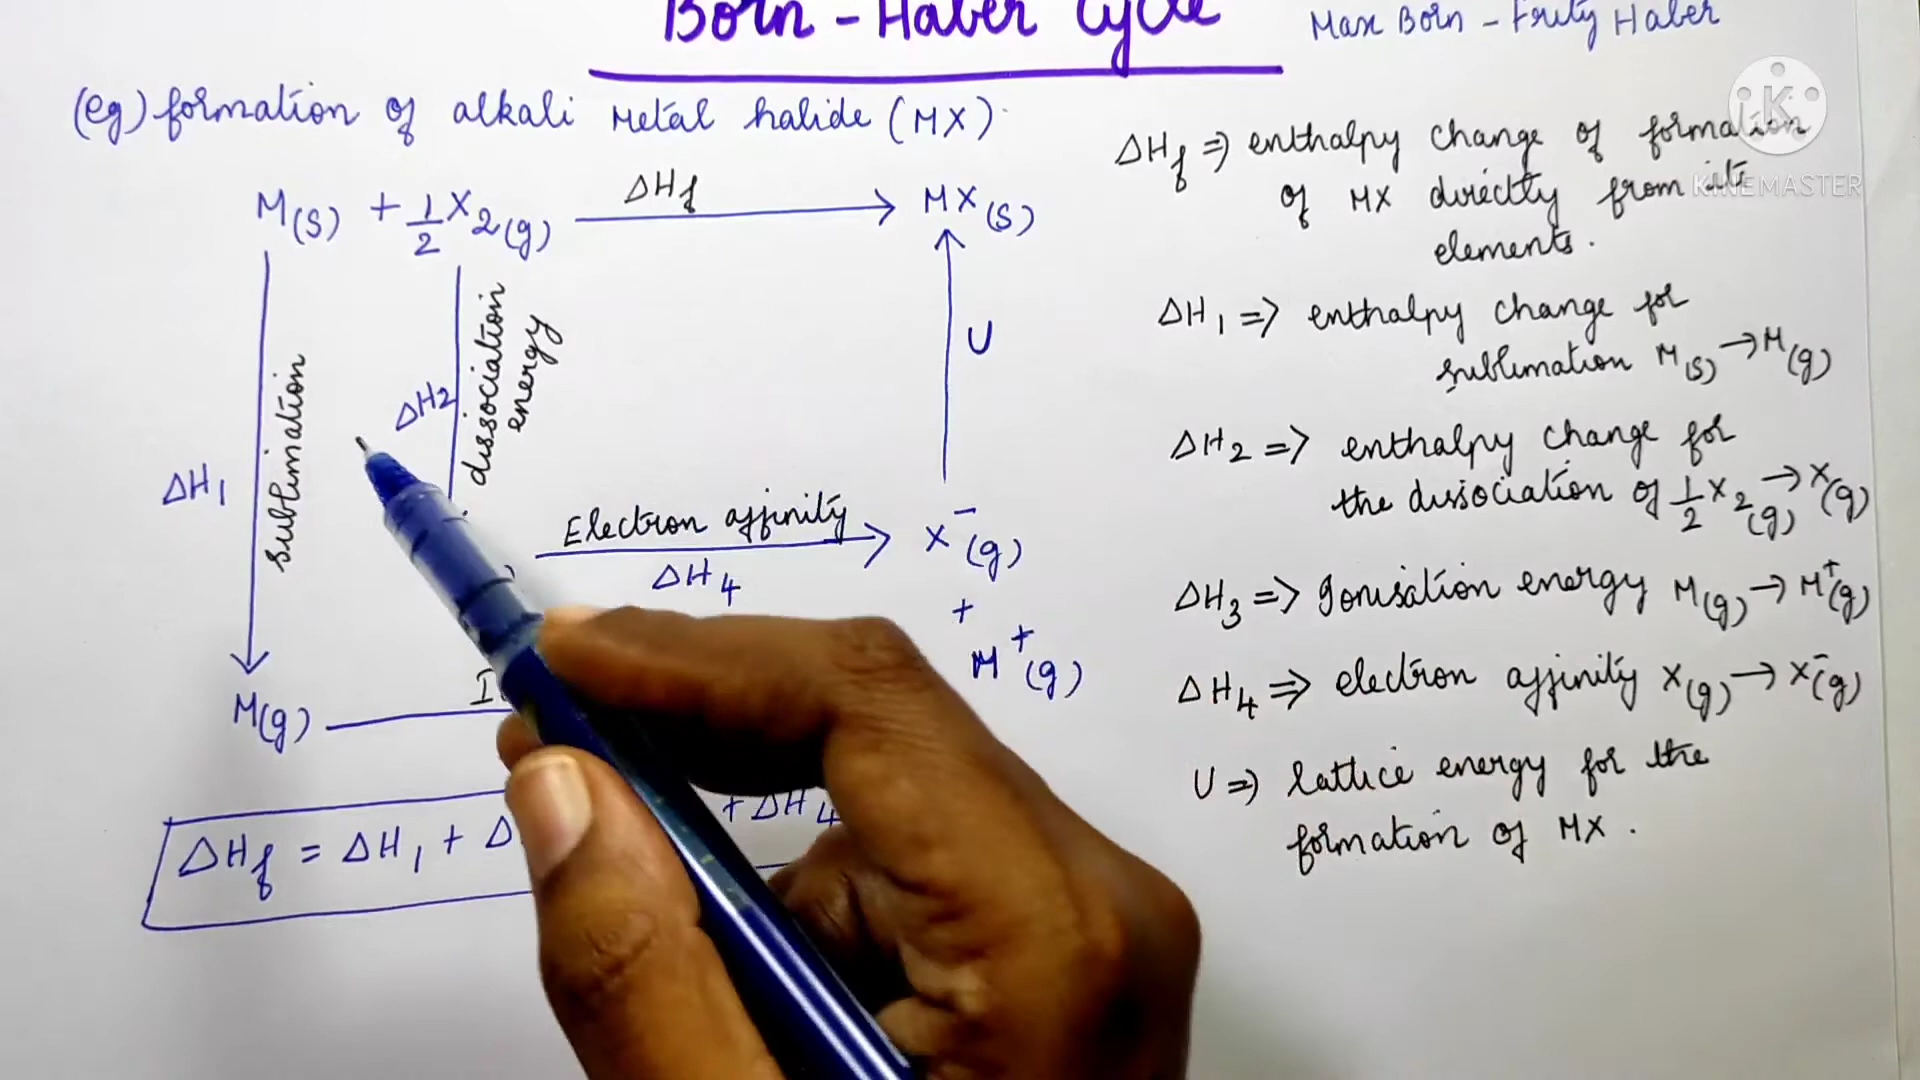 Born - Haber Cycle
Max Born - Fritz Haber
(eg) formation of alkali Metal halide (MX).
M(s) + 1/2 X2(g)
ΔHf
MX(s)
ΔH1
sublimation
ΔH2
dissociation
energy
U
Electron affinity
ΔH4
X⁻(g)
+
M⁺(g)
M(g)
I
ΔHf = ΔH1 + Δ
+ ΔH4
ΔHf => enthalpy change of formation
of MX directly from its
elements.
ΔH1 => enthalpy change for
sublimation M(s) → M(g)
ΔH2 => enthalpy change for
the dissociation of 1/2 X2(g) → X(g)
ΔH3 => Ionisation energy M(g) → M⁺(g)
ΔH4 => electron affinity X(g) → X⁻(g)
U => lattice energy for the
formation of MX.
K
KINEMASTER